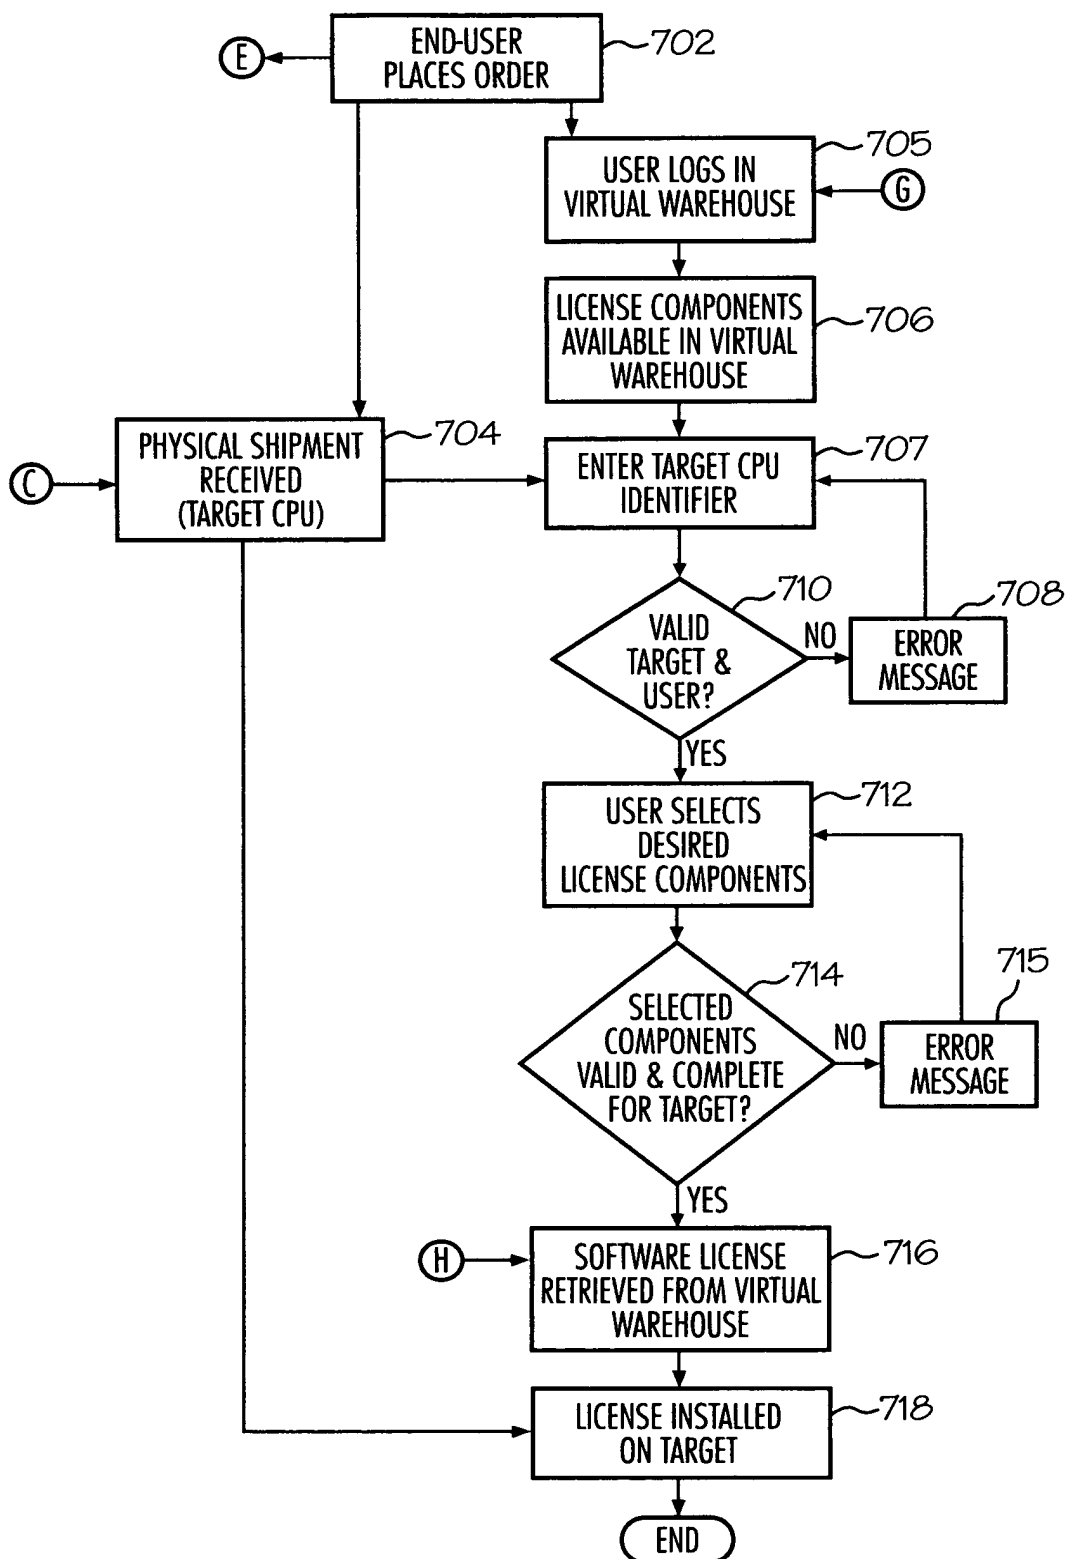 END-USER
PLACES ORDER
702
E
705
USER LOGS IN
VIRTUAL WAREHOUSE
G
LICENSE COMPONENTS
AVAILABLE IN VIRTUAL
WAREHOUSE
706
PHYSICAL SHIPMENT
RECEIVED
(TARGET CPU)
704
C
ENTER TARGET CPU
IDENTIFIER
707
710
VALID
TARGET &
USER?
NO
708
ERROR
MESSAGE
YES
USER SELECTS
DESIRED
LICENSE COMPONENTS
712
714
SELECTED
COMPONENTS
VALID & COMPLETE
FOR TARGET?
NO
715
ERROR
MESSAGE
YES
H
SOFTWARE LICENSE
RETRIEVED FROM VIRTUAL
WAREHOUSE
716
LICENSE INSTALLED
ON TARGET
718
END